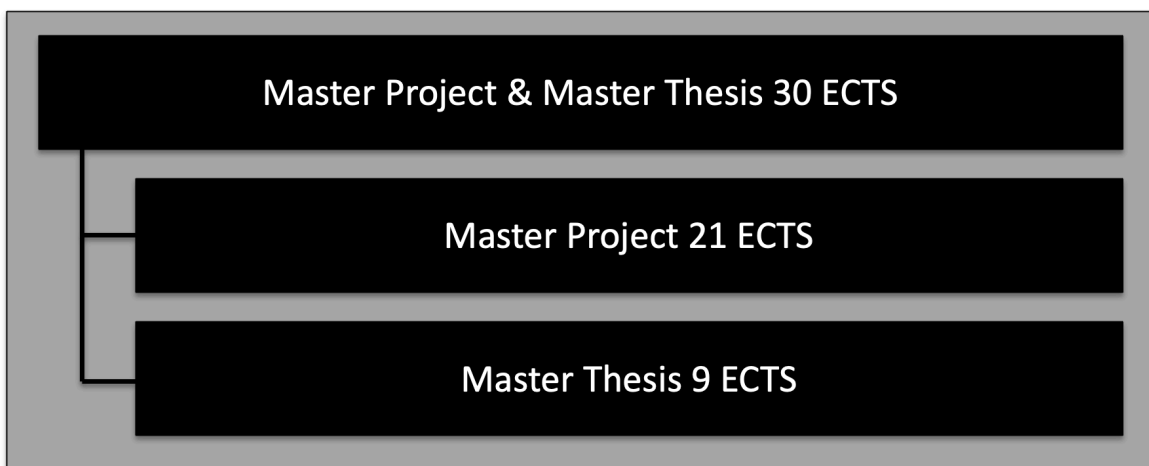 Master Project & Master Thesis 30 ECTS
Master Project 21 ECTS
Master Thesis 9 ECTS